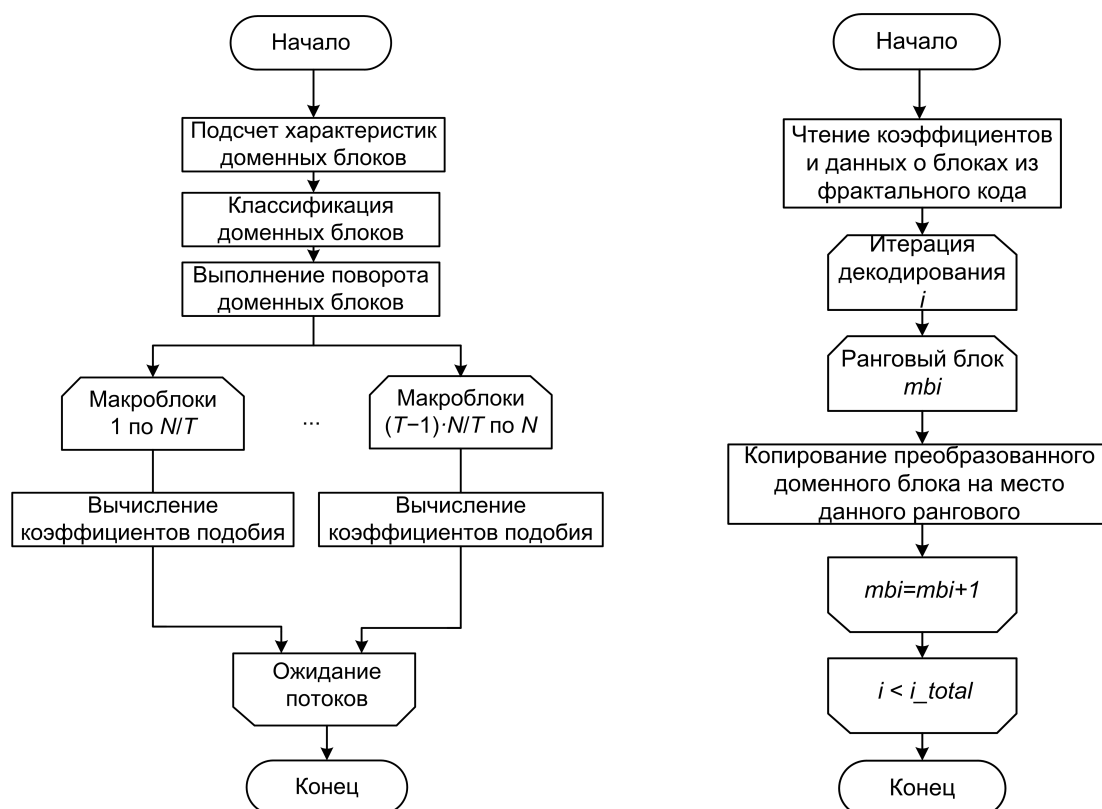 Начало
Подсчет характеристик
доменных блоков
Классификация
доменных блоков
Выполнение поворота
доменных блоков
Макроблоки
1 по N/T
...
Макроблоки
(T−1)·N/T по N
Вычисление
коэффициентов подобия
Вычисление
коэффициентов подобия
Ожидание
потоков
Конец
Начало
Чтение коэффициентов
и данных о блоках из
фрактального кода
Итерация
декодирования
i
Ранговый блок
mbi
Копирование преобразованного
доменного блока на место
данного рангового
mbi=mbi+1
i < i_total
Конец